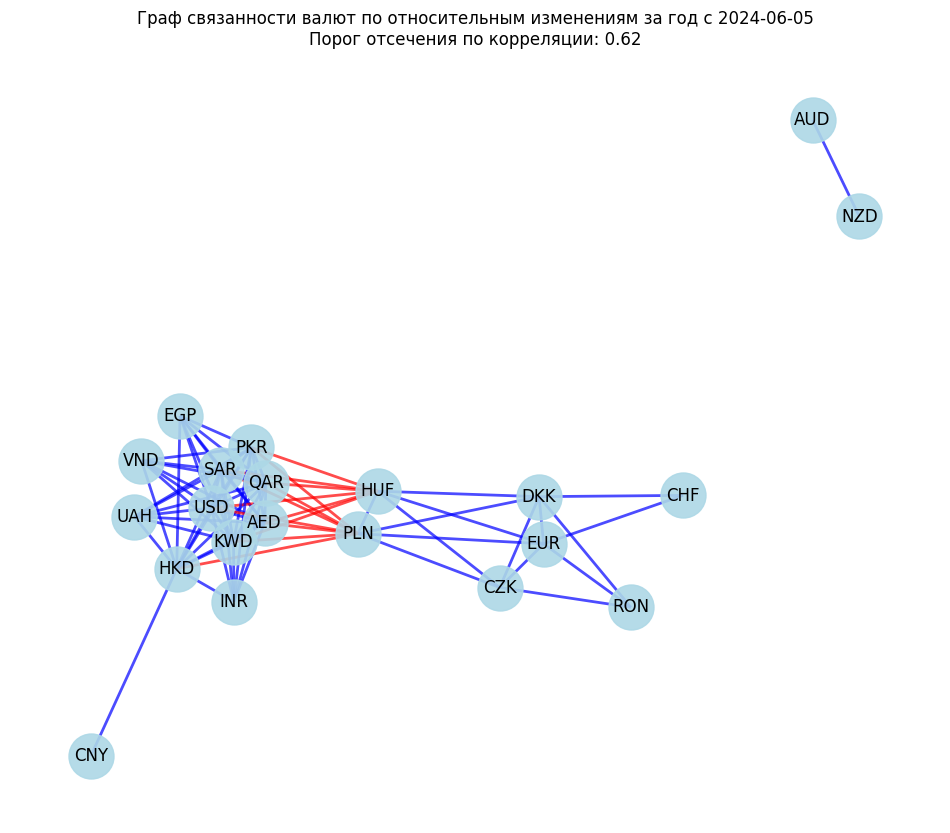 Граф связанности валют по относительным изменениям за год с 2024-06-05
Порог отсечения по корреляции: 0.62
AUD
NZD
EGP
PKR
VND
SAR
QAR
HUF
DKK
CHF
USD
UAH
AED
PLN
KWD
EUR
HKD
CZK
INR
RON
CNY